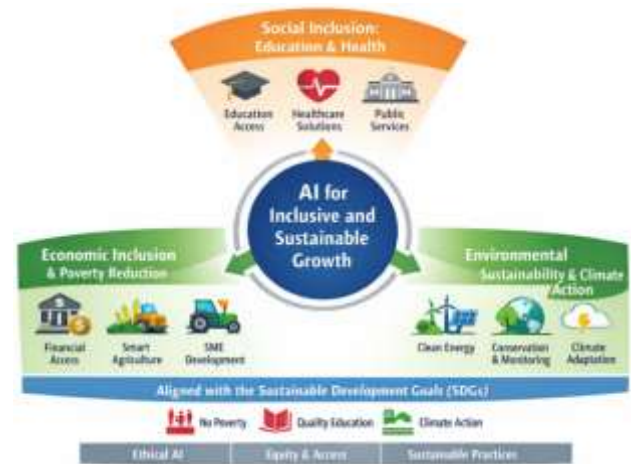 Social Inclusion:
Education & Health
Education
Access
Healthcare
Solutions
Public
Services
AI for
Inclusive and
Sustainable
Growth
Economic Inclusion
& Poverty Reduction
Financial
Access
Smart
Agriculture
SME
Development
Environmental
Sustainability & Climate
Action
Clean Energy
Conservation
& Monitoring
Climate
Adaptation
Aligned with the Sustainable Development Goals (SDGs)
No Poverty
Quality Education
Climate Action
Ethical AI
Equity & Access
Sustainable Practices